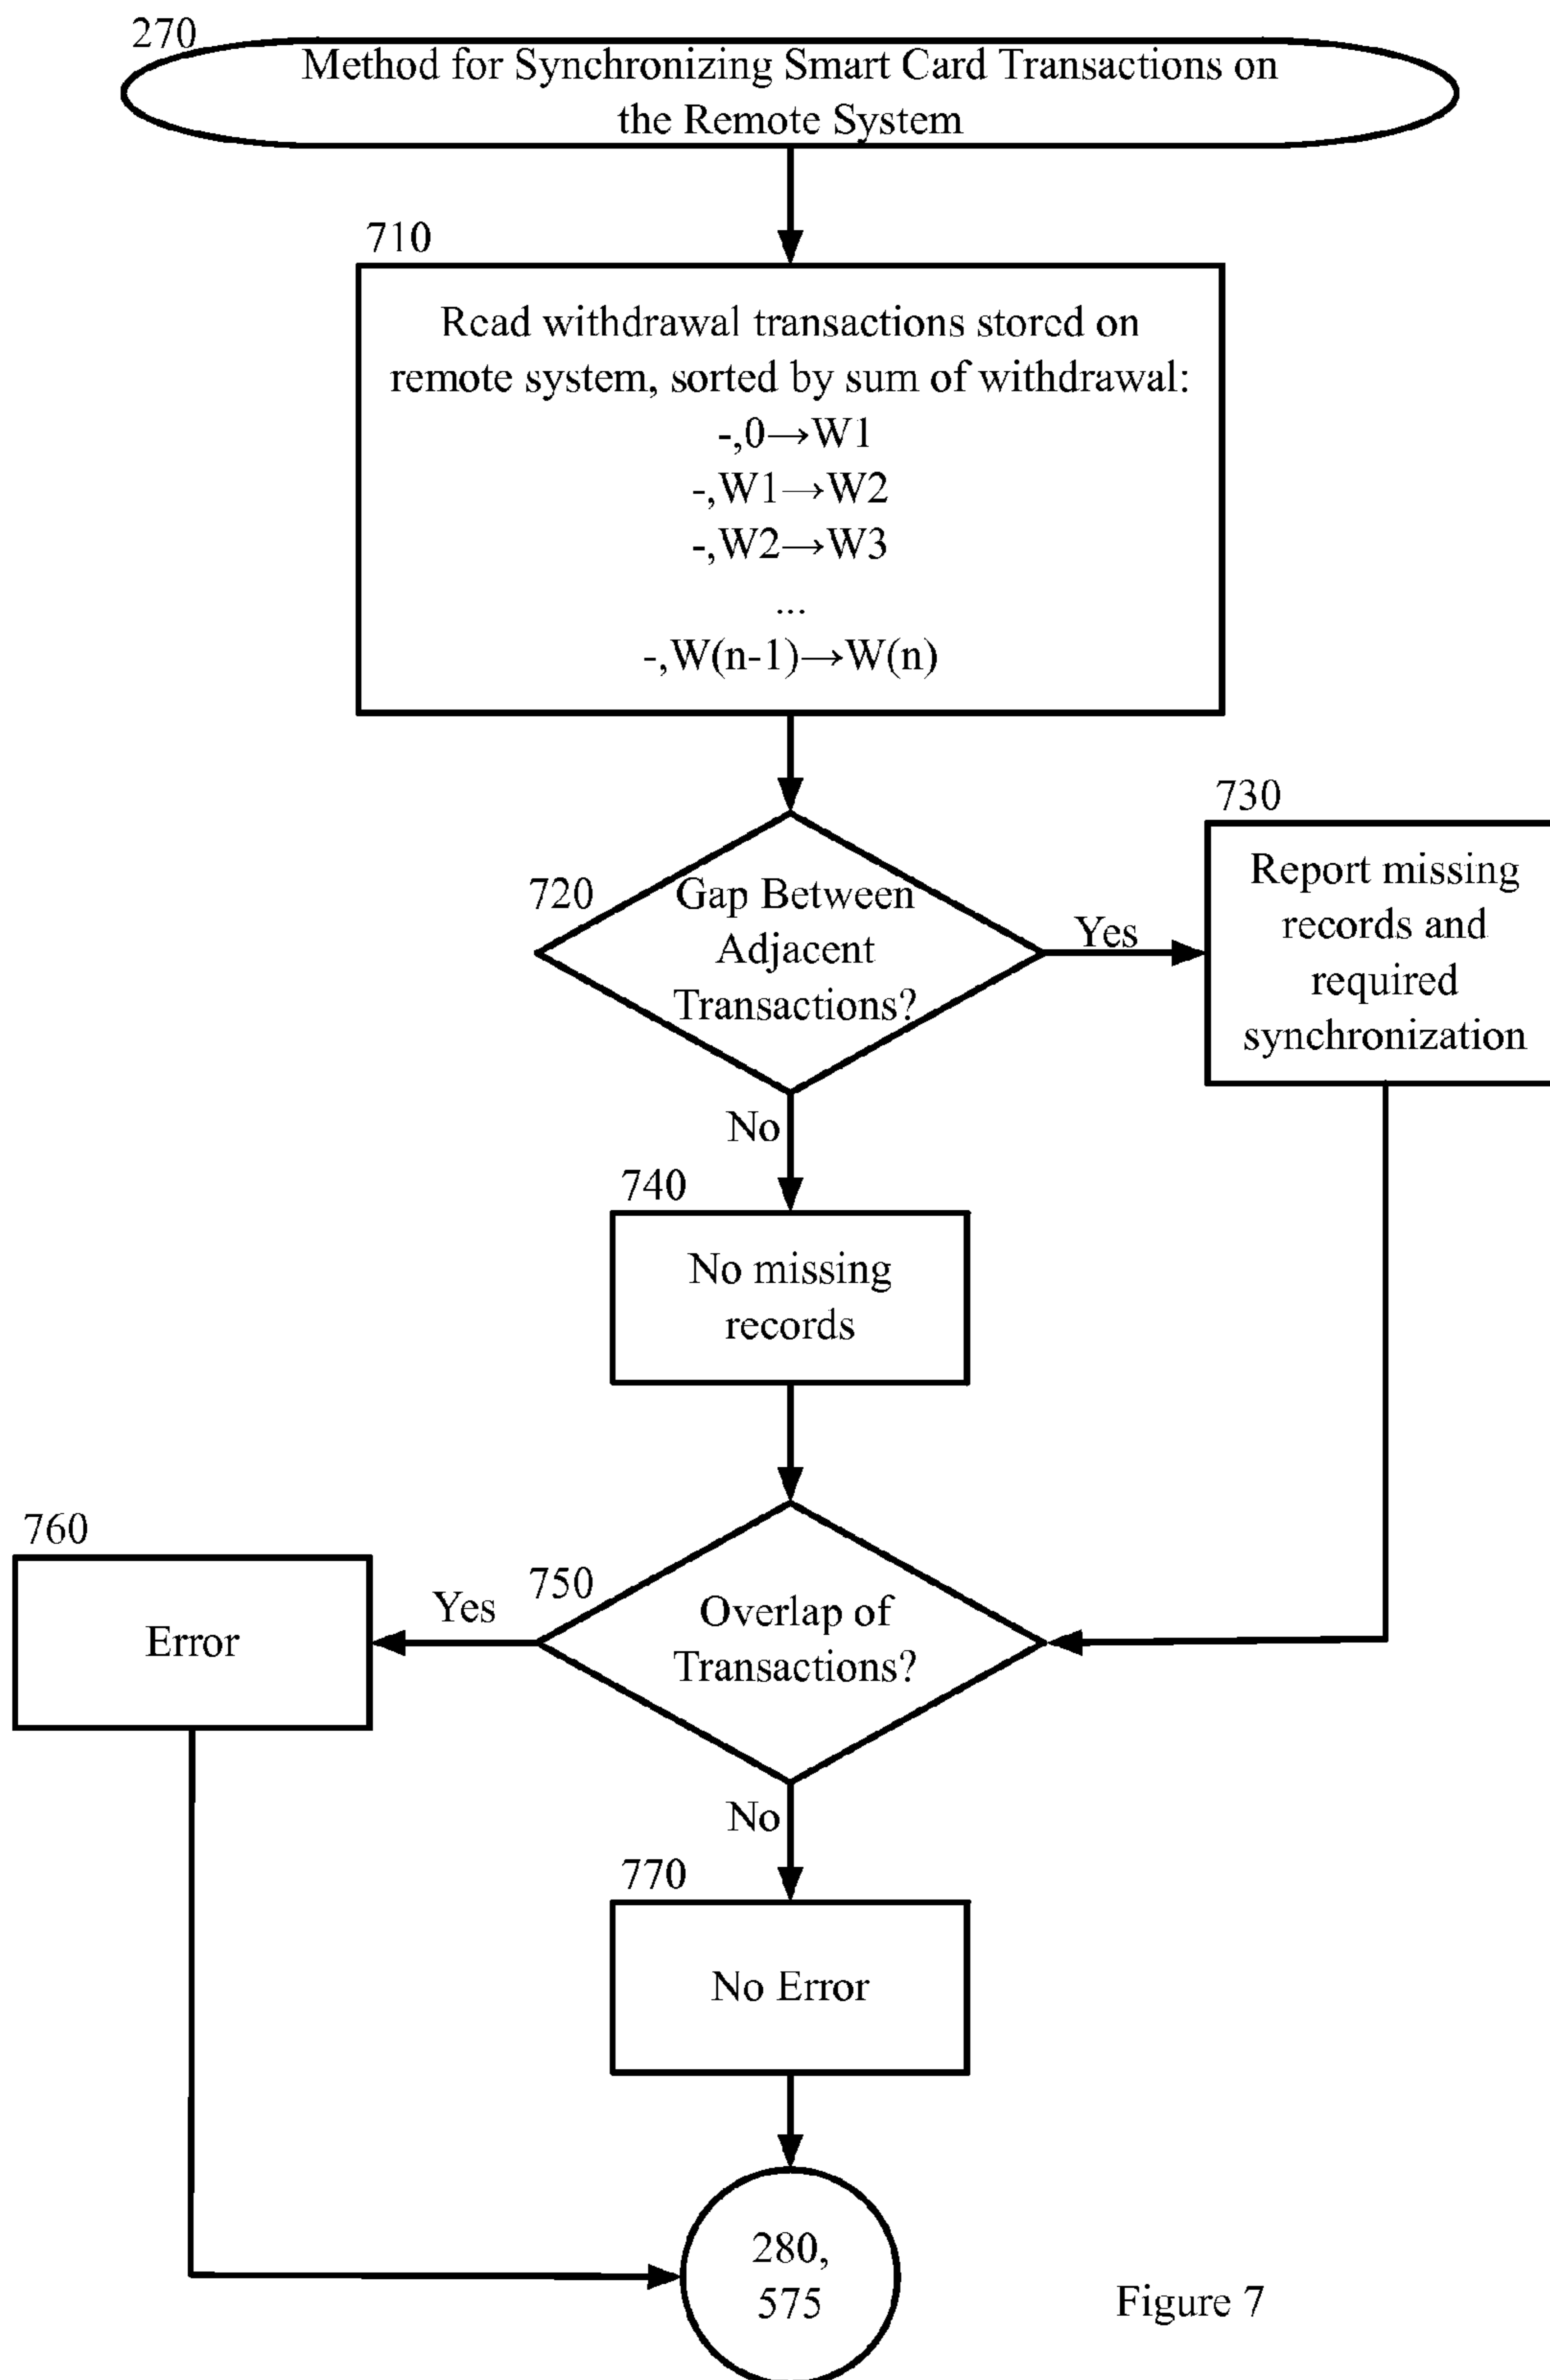 270
Method for Synchronizing Smart Card Transactions on
the Remote System
710
Read withdrawal transactions stored on
remote system, sorted by sum of withdrawal:
-,0→W1
-,W1→W2
-,W2→W3
...
-,W(n-1)→W(n)
720
Gap Between
Adjacent
Transactions?
Yes
730
Report missing
records and
required
synchronization
No
740
No missing
records
750
Overlap of
Transactions?
Yes
760
Error
No
770
No Error
280,
575
Figure 7